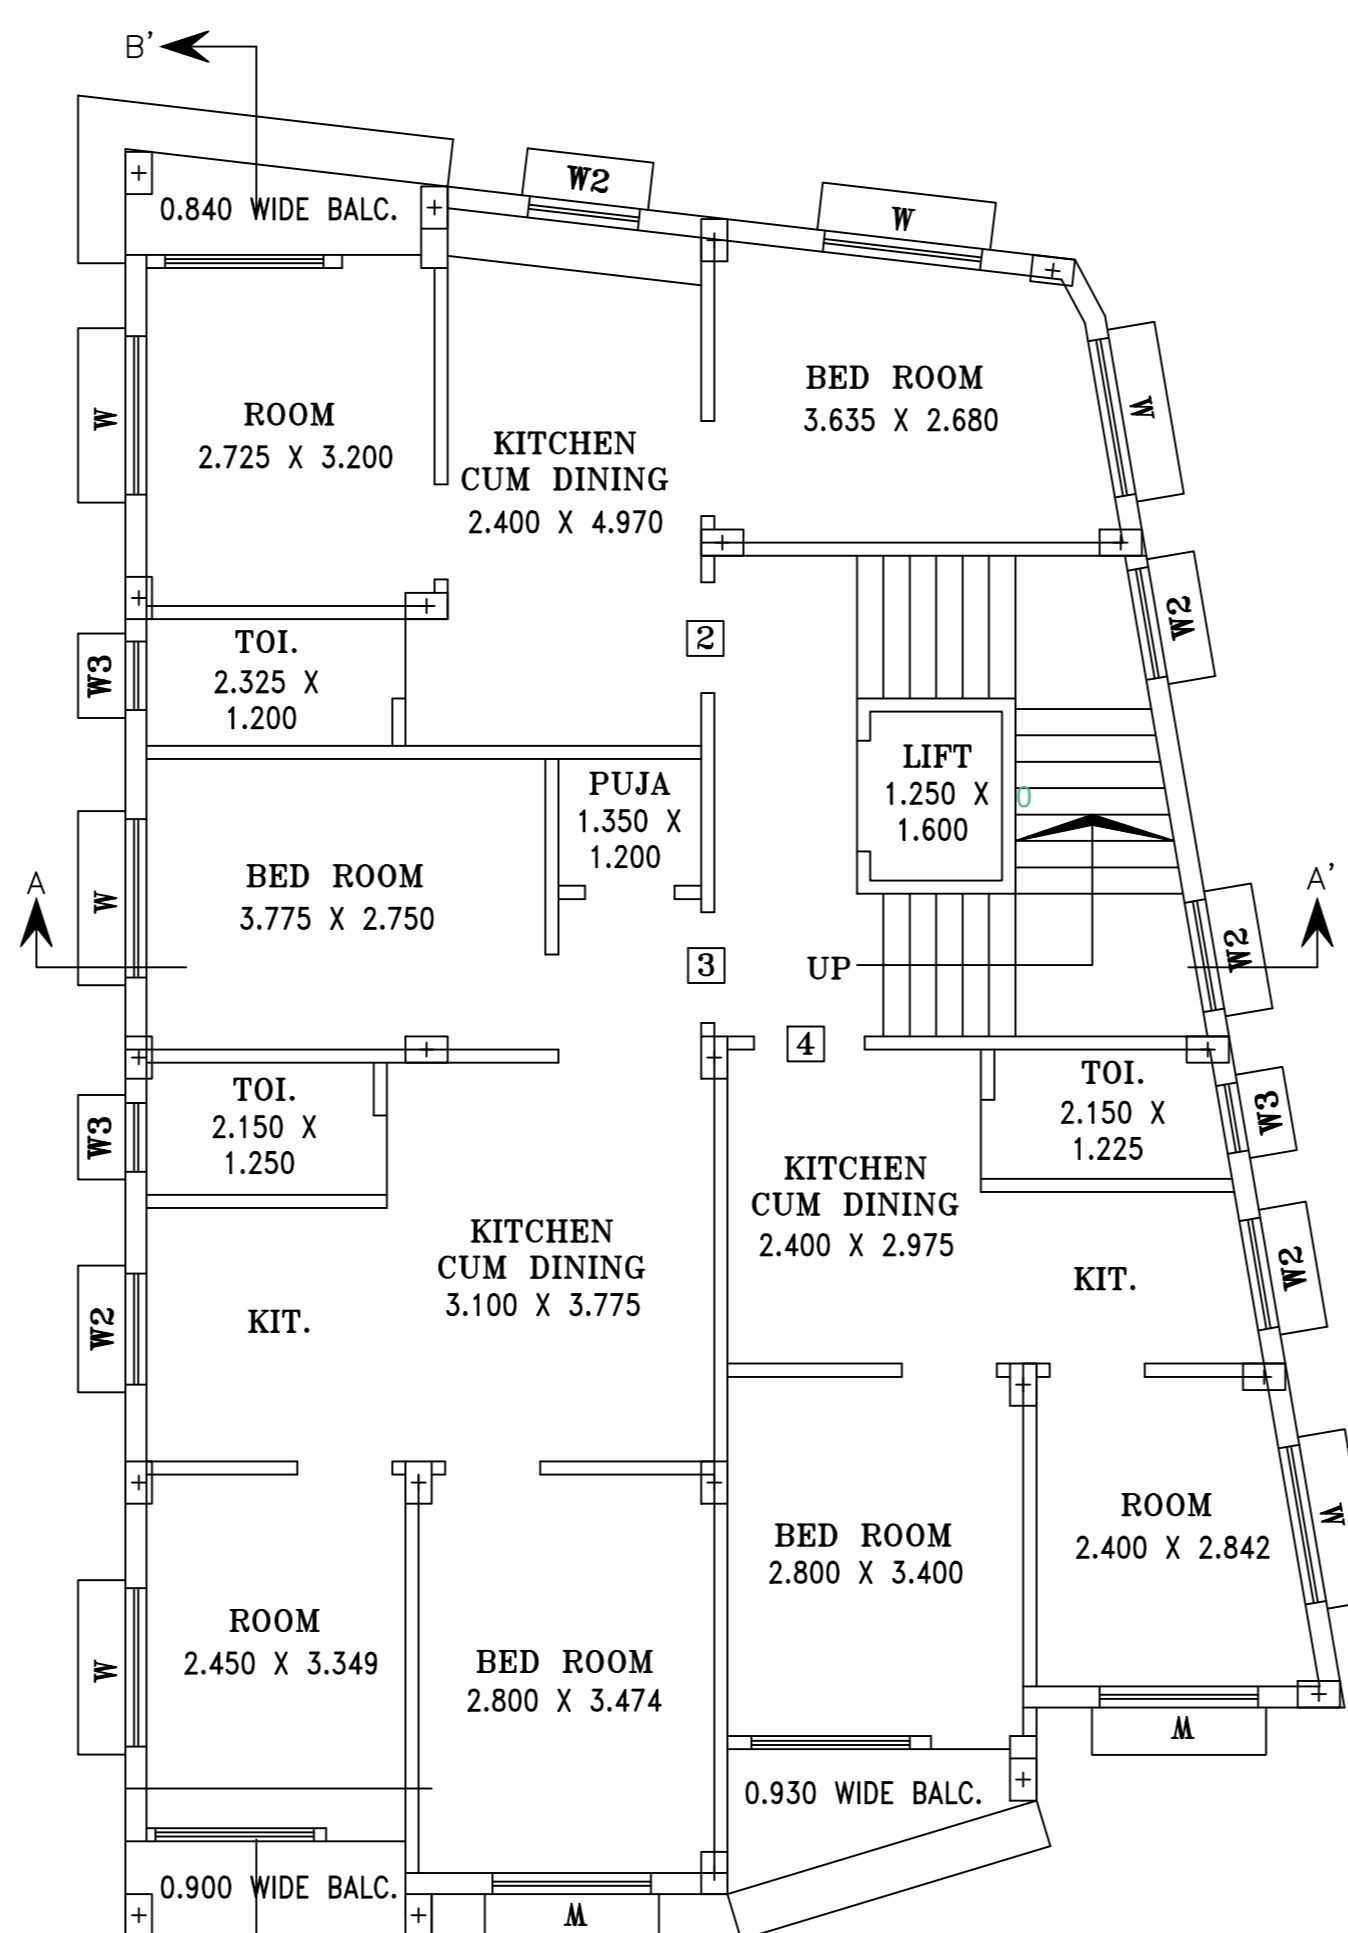 B'
0.840 WIDE BALC.
W2
W
W
ROOM
2.725 X 3.200
KITCHEN
CUM DINING
2.400 X 4.970
BED ROOM
3.635 X 2.680
W
W2
W3
TOI.
2.325 X
1.200
2
LIFT
1.250 X
1.600
0
PUJA
1.350 X
1.200
W
BED ROOM
3.775 X 2.750
A
A'
3
UP
W2
4
W3
TOI.
2.150 X
1.250
TOI.
2.150 X
1.225
W3
KITCHEN
CUM DINING
2.400 X 2.975
KITCHEN
CUM DINING
3.100 X 3.775
KIT.
W2
W2
KIT.
ROOM
2.400 X 2.842
W
BED ROOM
2.800 X 3.400
W
ROOM
2.450 X 3.349
BED ROOM
2.800 X 3.474
W
0.930 WIDE BALC.
0.900 WIDE BALC.
W